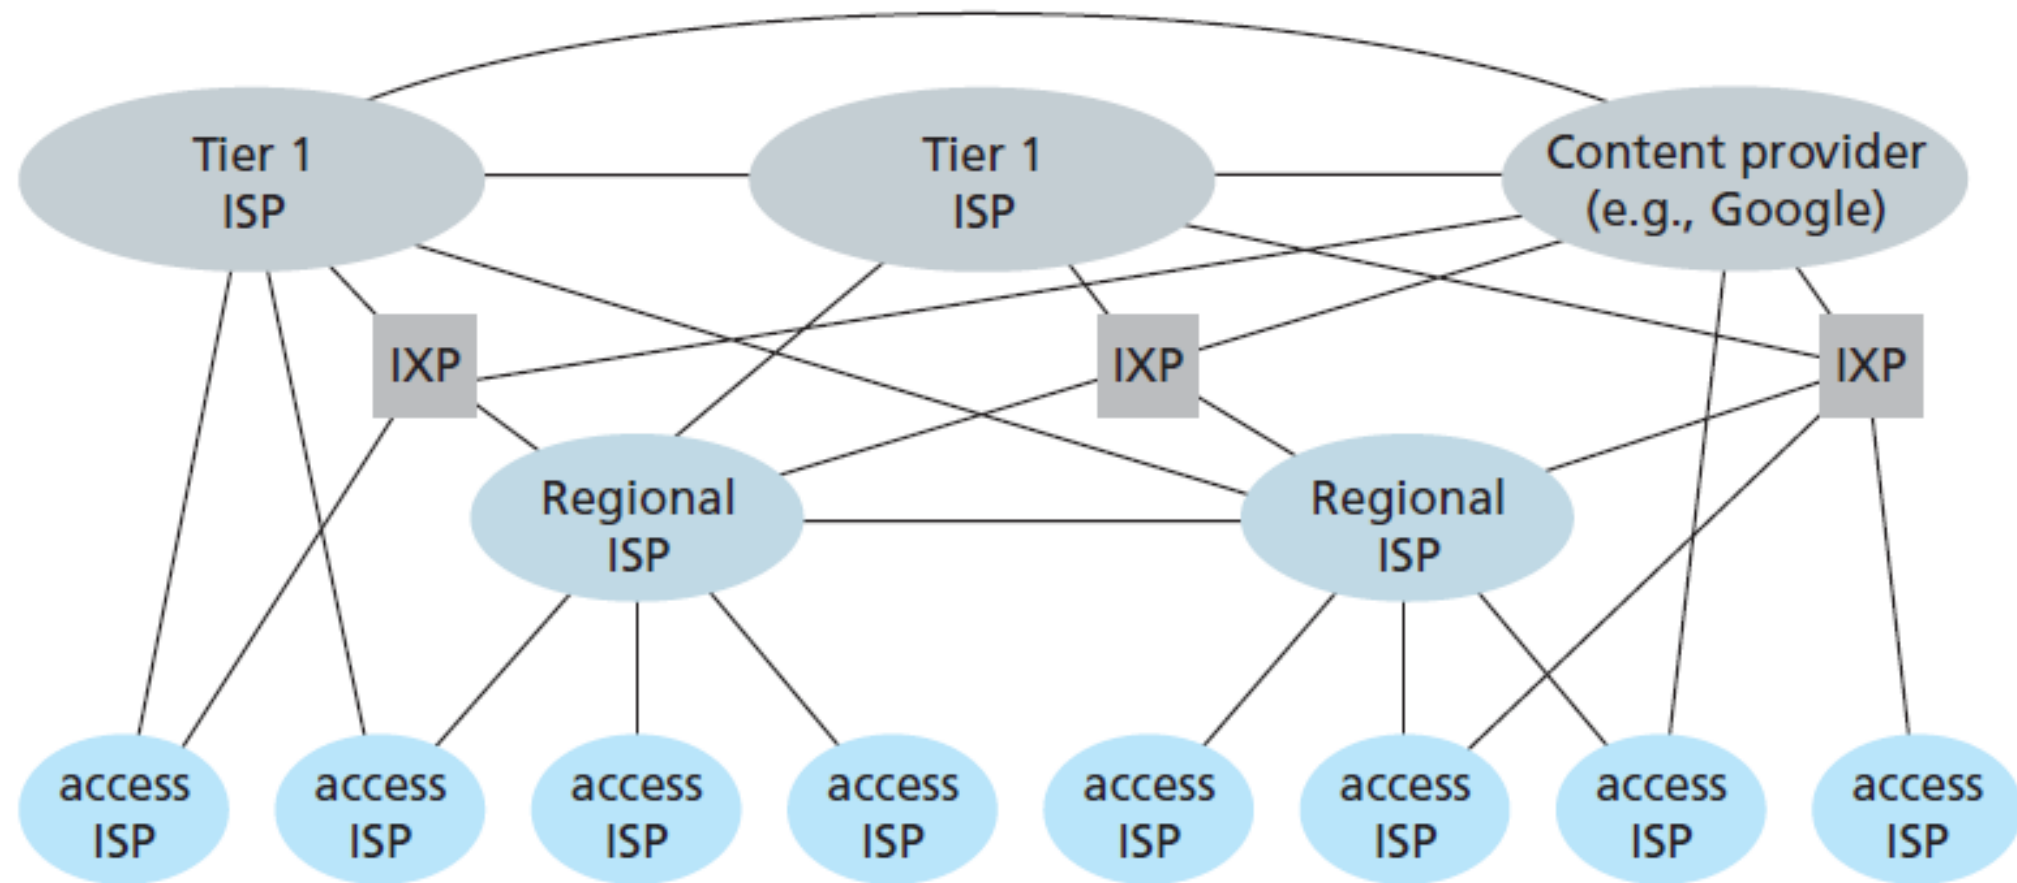 Tier 1
ISP
Tier 1
ISP
Content provider
(e.g., Google)
IXP
IXP
IXP
Regional
ISP
Regional
ISP
access
ISP
access
ISP
access
ISP
access
ISP
access
ISP
access
ISP
access
ISP
access
ISP